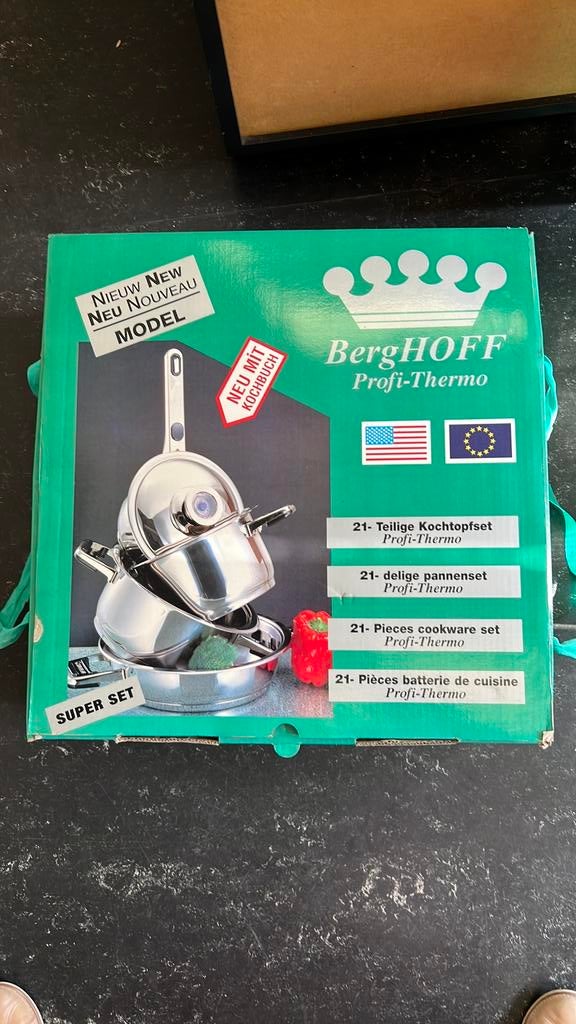 NIEUW NEW
NEU NOUVEAU
MODEL
BergHOFF
Profi-Thermo
NEU MiT
KOCHBUCH
21- Teilige Kochtopfset
Profi-Thermo
21- delige pannenset
Profi-Thermo
21- Pieces cookware set
Profi-Thermo
21- Pièces batterie de cuisine
Profi-Thermo
SUPER SET